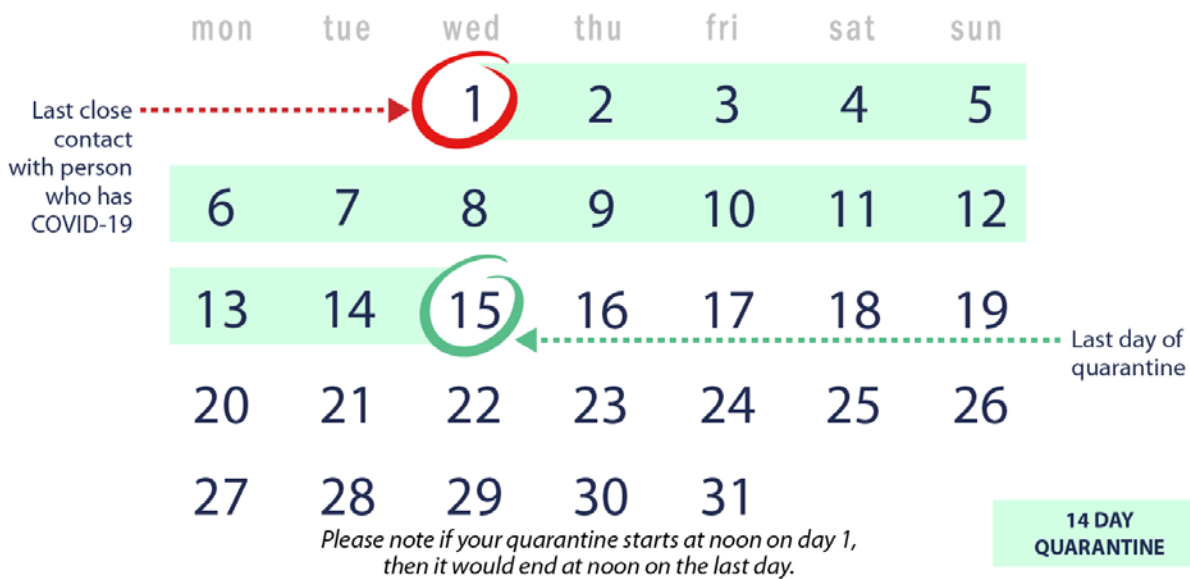 mon tue wed thu fri sat sun
Last close
contact
with person
who has
COVID-19
1 2 3 4 5
6 7 8 9 10 11 12
13 14 15 16 17 18 19
Last day of
quarantine
20 21 22 23 24 25 26
27 28 29 30 31
Please note if your quarantine starts at noon on day 1,
then it would end at noon on the last day.
14 DAY
QUARANTINE